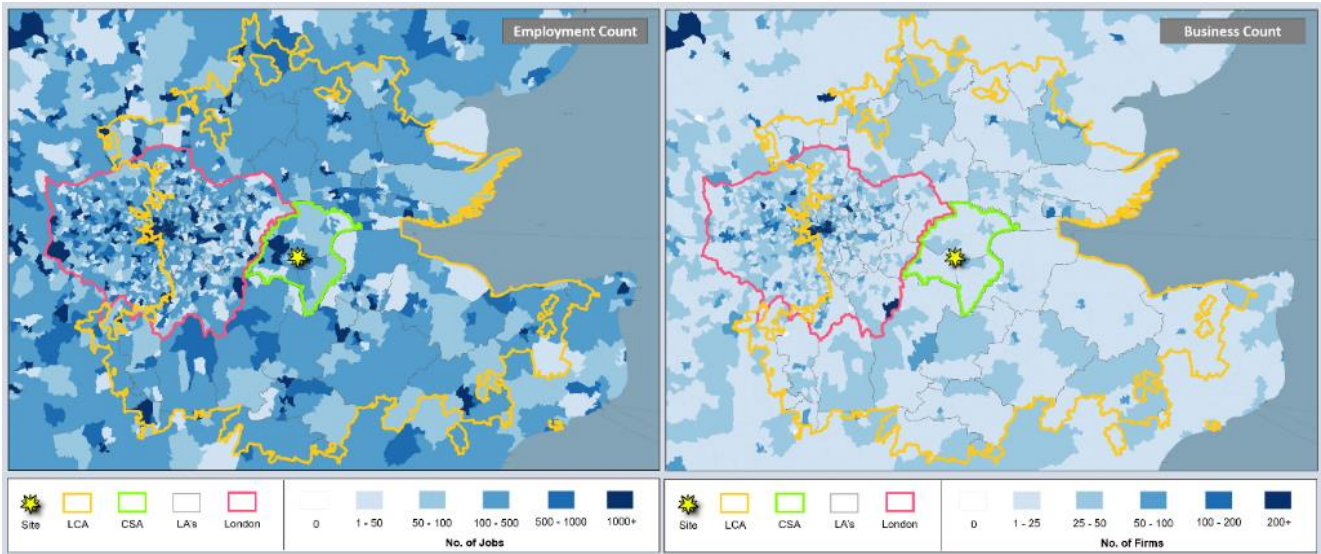 Employment Count
Business Count
Site LCA CSA LA's London
0 1 - 50 50 - 100 100 - 500 500 - 1000 1000+
No. of Jobs
Site LCA CSA LA's London
0 1 - 25 25 - 50 50 - 100 100 - 200 200+
No. of Firms